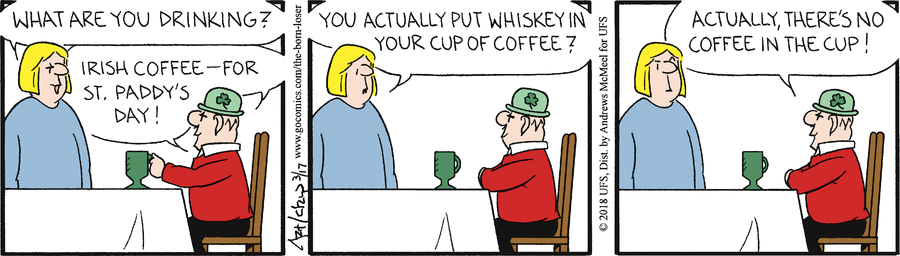 WHAT ARE YOU DRINKING?
IRISH COFFEE—FOR
ST. PADDY'S
DAY!
3/17
www.gocomics.com/the-born-loser
YOU ACTUALLY PUT WHISKEY IN
YOUR CUP OF COFFEE?
© 2018 UFS, Dist. by Andrews McMeel for UFS
ACTUALLY, THERE'S NO
COFFEE IN THE CUP!